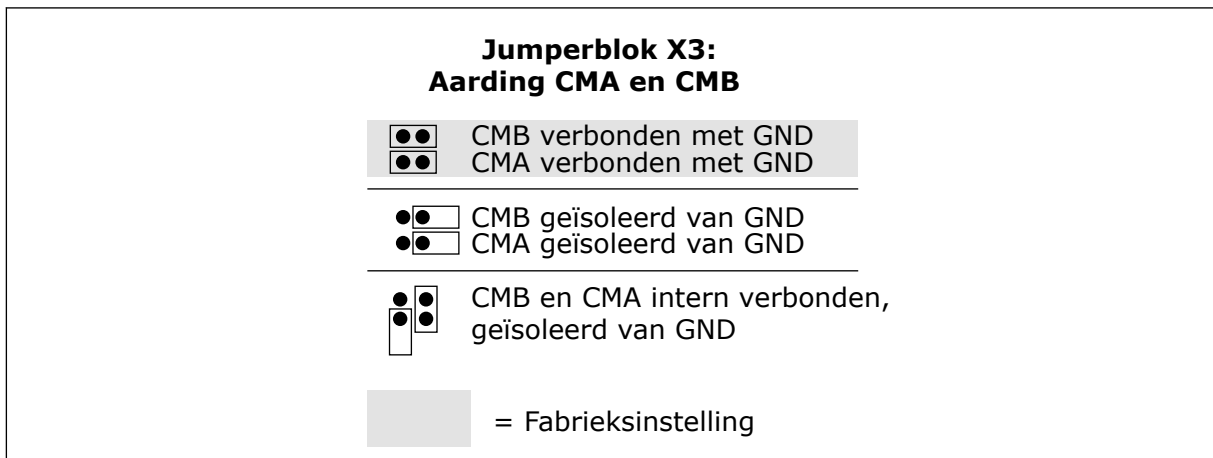 Jumperblok X3:
Aarding CMA en CMB
CMB verbonden met GND
CMA verbonden met GND
CMB geïsoleerd van GND
CMA geïsoleerd van GND
CMB en CMA intern verbonden,
geïsoleerd van GND
= Fabrieksinstelling